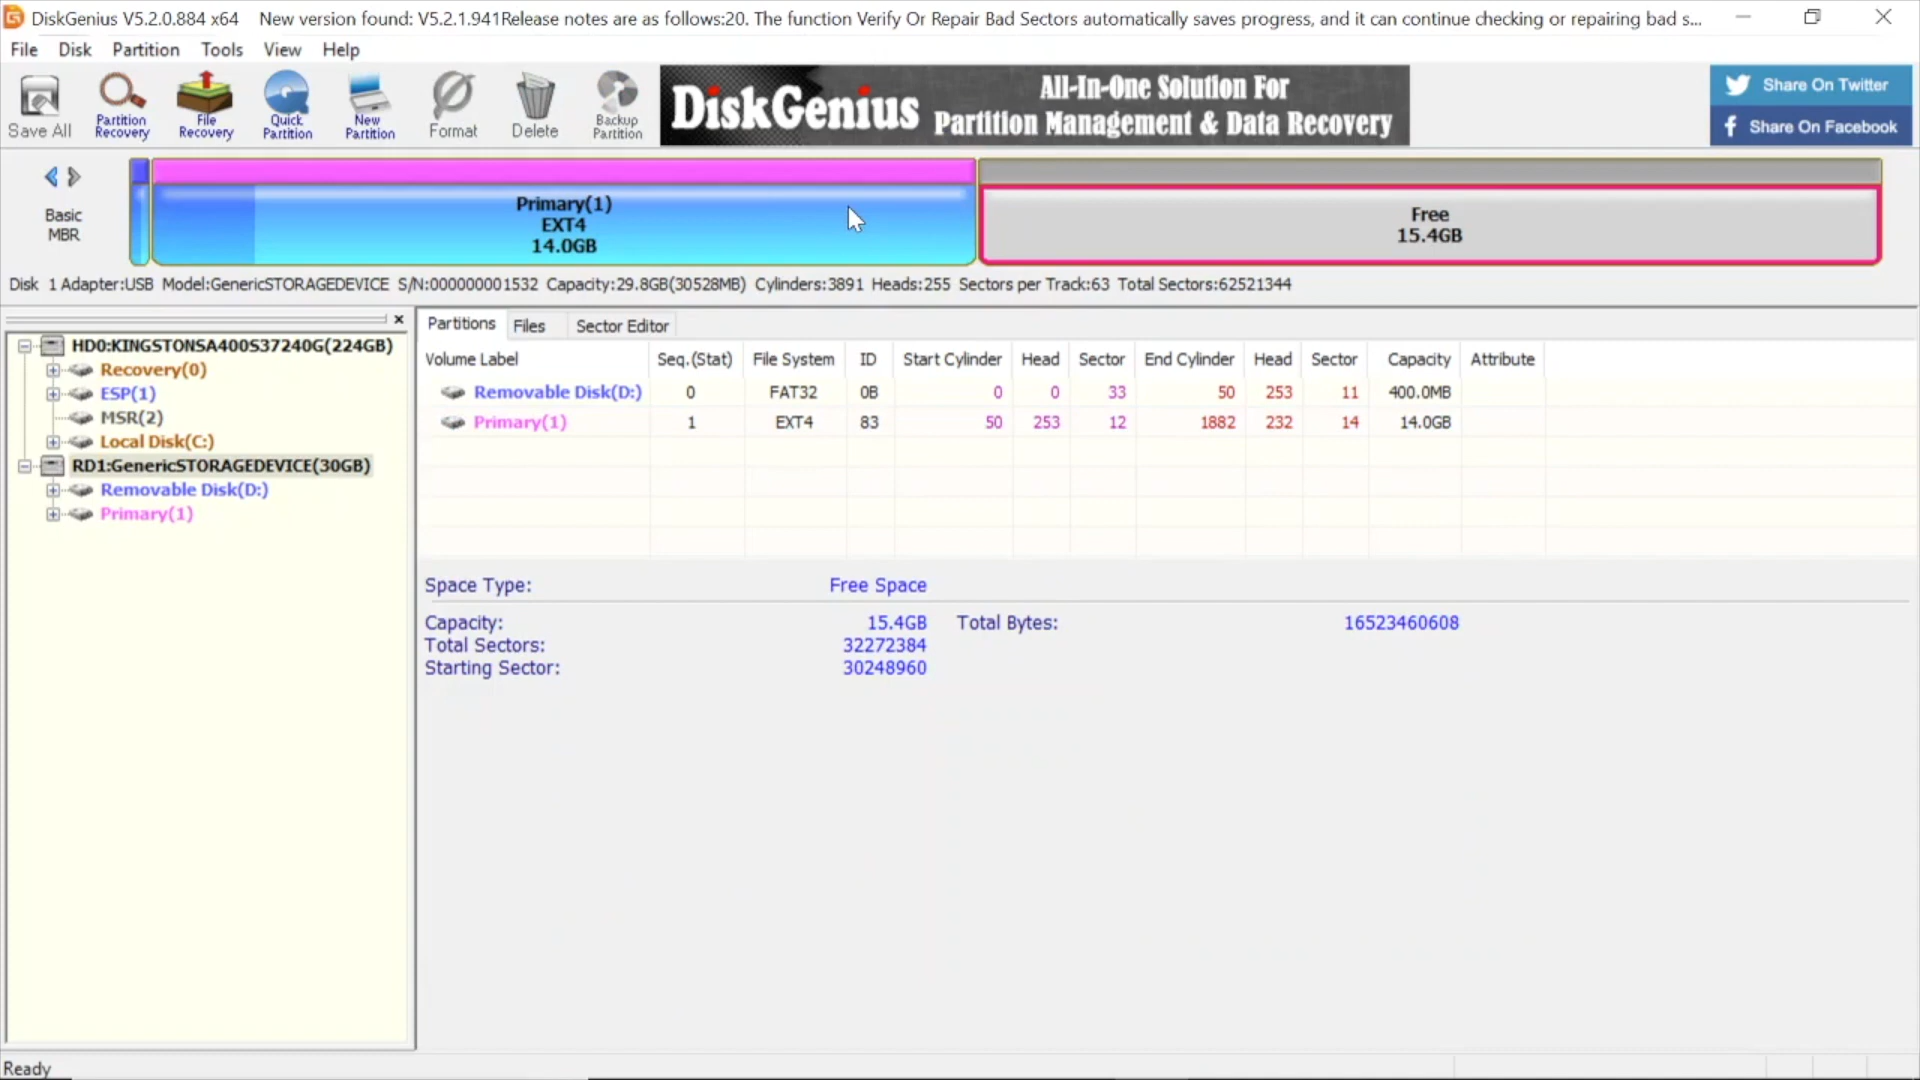 DiskGenius V5.2.0.884 x64    New version found: V5.2.1.941Release notes are as follows:20. The function Verify Or Repair Bad Sectors automatically saves progress, and it can continue checking or repairing bad s...
File Disk Partition Tools View Help
Save All
Partition Recovery
File Recovery
Quick Partition
New Partition
Format
Delete
Backup Partition
DiskGenius
All-In-One Solution For
Partition Management & Data Recovery
Share On Twitter
Share On Facebook
Basic
MBR
Primary(1)
EXT4
14.0GB
Free
15.4GB
Disk 1 Adapter:USB Model:GenericSTORAGEDEVICE S/N:000000001532 Capacity:29.8GB(30528MB) Cylinders:3891 Heads:255 Sectors per Track:63 Total Sectors:62521344
HD0:KINGSTONSA400S37240G(224GB)
Recovery(0)
ESP(1)
MSR(2)
Local Disk(C:)
RD1:GenericSTORAGEDEVICE(30GB)
Removable Disk(D:)
Primary(1)
Partitions Files Sector Editor
Volume Label Seq.(Stat) File System ID Start Cylinder Head Sector End Cylinder Head Sector Capacity Attribute
Removable Disk(D:) 0 FAT32 0B 0 0 33 50 253 11 400.0MB
Primary(1) 1 EXT4 83 50 253 12 1882 232 14 14.0GB
Space Type: Free Space
Capacity: 15.4GB Total Bytes: 16523460608
Total Sectors: 32272384
Starting Sector: 30248960
Ready